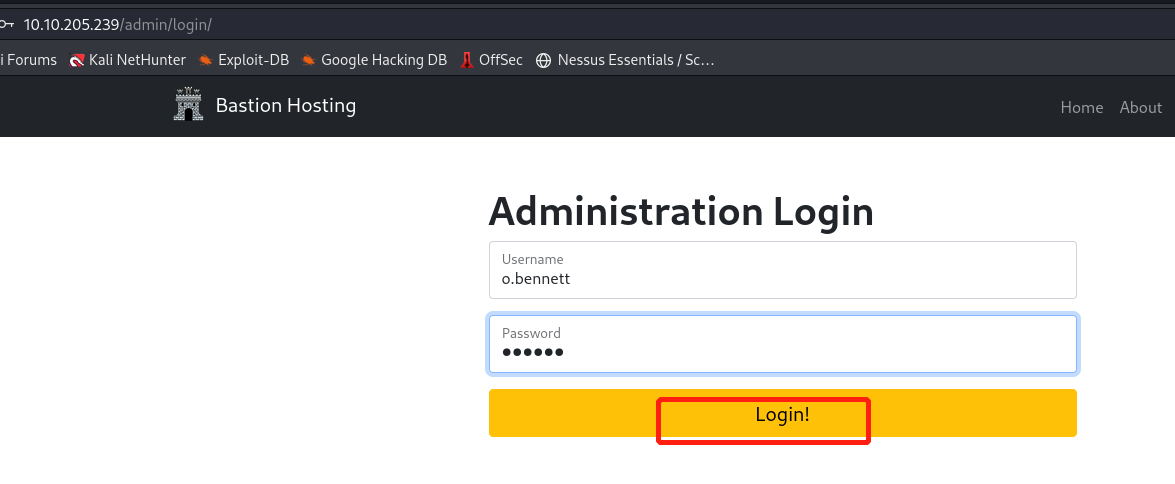 10.10.205.239/admin/login/
i Forums Kali NetHunter Exploit-DB Google Hacking DB OffSec Nessus Essentials / Sc...
Bastion Hosting Home About
Administration Login
Username
o.bennett
Password
●●●●●●
Login!